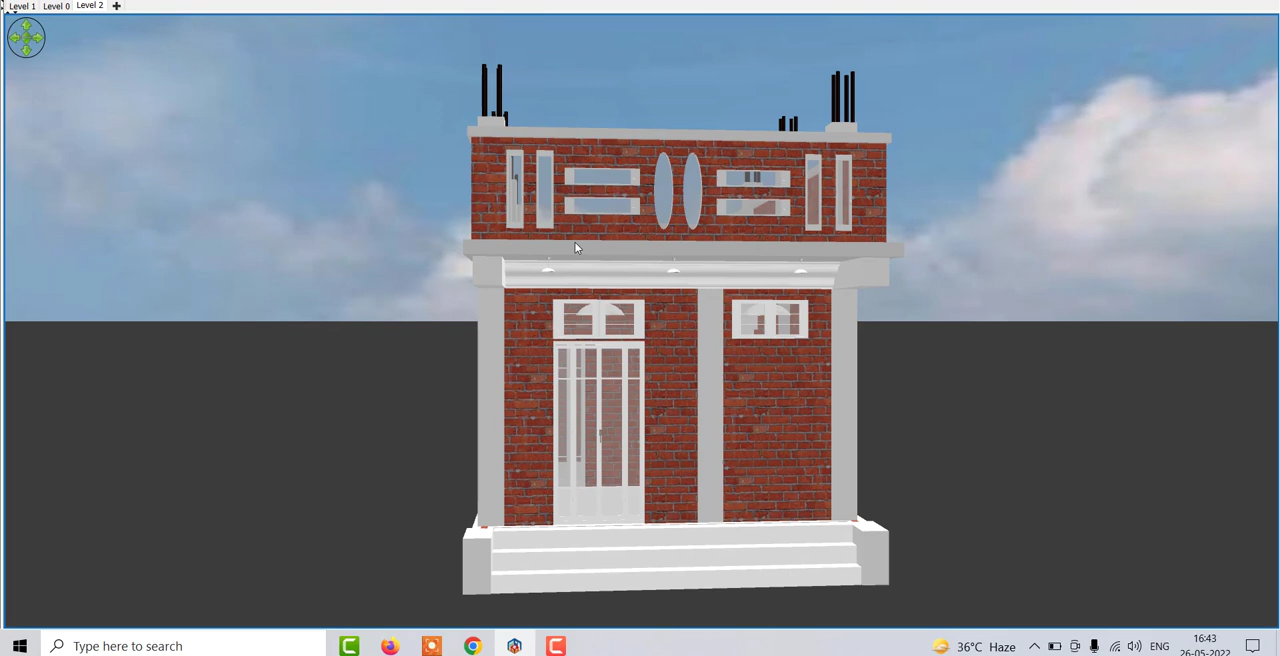 Level 1 Level 0 Level 2
Type here to search
36°C Haze
ENG
16:43
26-05-2022